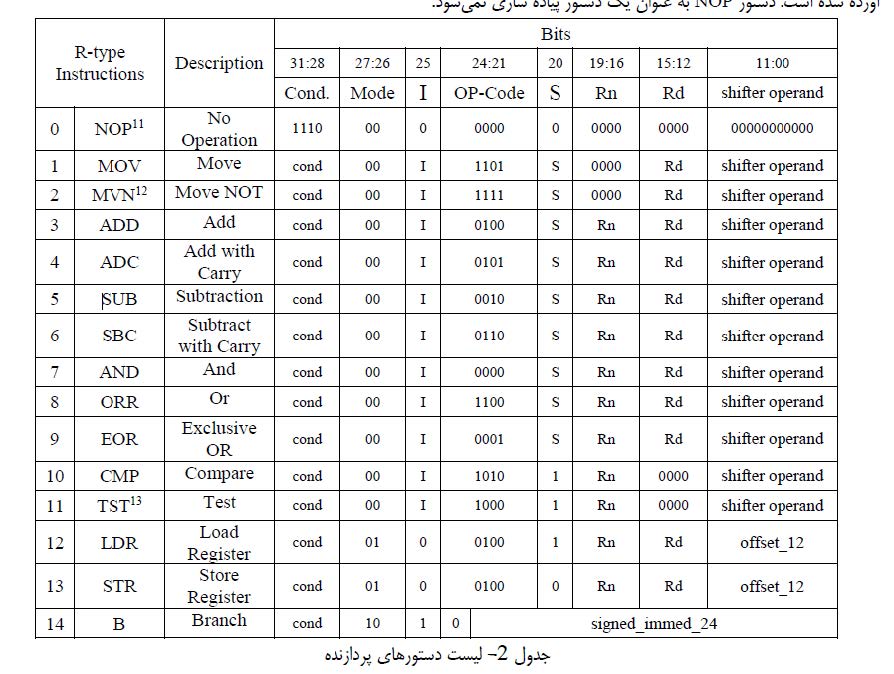 آورده شده است. دستور NOP به عنوان یک دستور پیاده سازی نمی‌شود.
R-type Instructions Description Bits
31:28 27:26 25 24:21 20 19:16 15:12 11:00
Cond. Mode I OP-Code S Rn Rd shifter operand
0 NOP11 No Operation 1110 00 0 0000 0 0000 0000 00000000000
1 MOV Move cond 00 I 1101 S 0000 Rd shifter operand
2 MVN12 Move NOT cond 00 I 1111 S 0000 Rd shifter operand
3 ADD Add cond 00 I 0100 S Rn Rd shifter operand
4 ADC Add with Carry cond 00 I 0101 S Rn Rd shifter operand
5 SUB Subtraction cond 00 I 0010 S Rn Rd shifter operand
6 SBC Subtract with Carry cond 00 I 0110 S Rn Rd shifter operand
7 AND And cond 00 I 0000 S Rn Rd shifter operand
8 ORR Or cond 00 I 1100 S Rn Rd shifter operand
9 EOR Exclusive OR cond 00 I 0001 S Rn Rd shifter operand
10 CMP Compare cond 00 I 1010 1 Rn 0000 shifter operand
11 TST13 Test cond 00 I 1000 1 Rn 0000 shifter operand
12 LDR Load Register cond 01 0 0100 1 Rn Rd offset_12
13 STR Store Register cond 01 0 0100 0 Rn Rd offset_12
14 B Branch cond 10 1 0 signed_immed_24
جدول 2- لیست دستورهای پردازنده